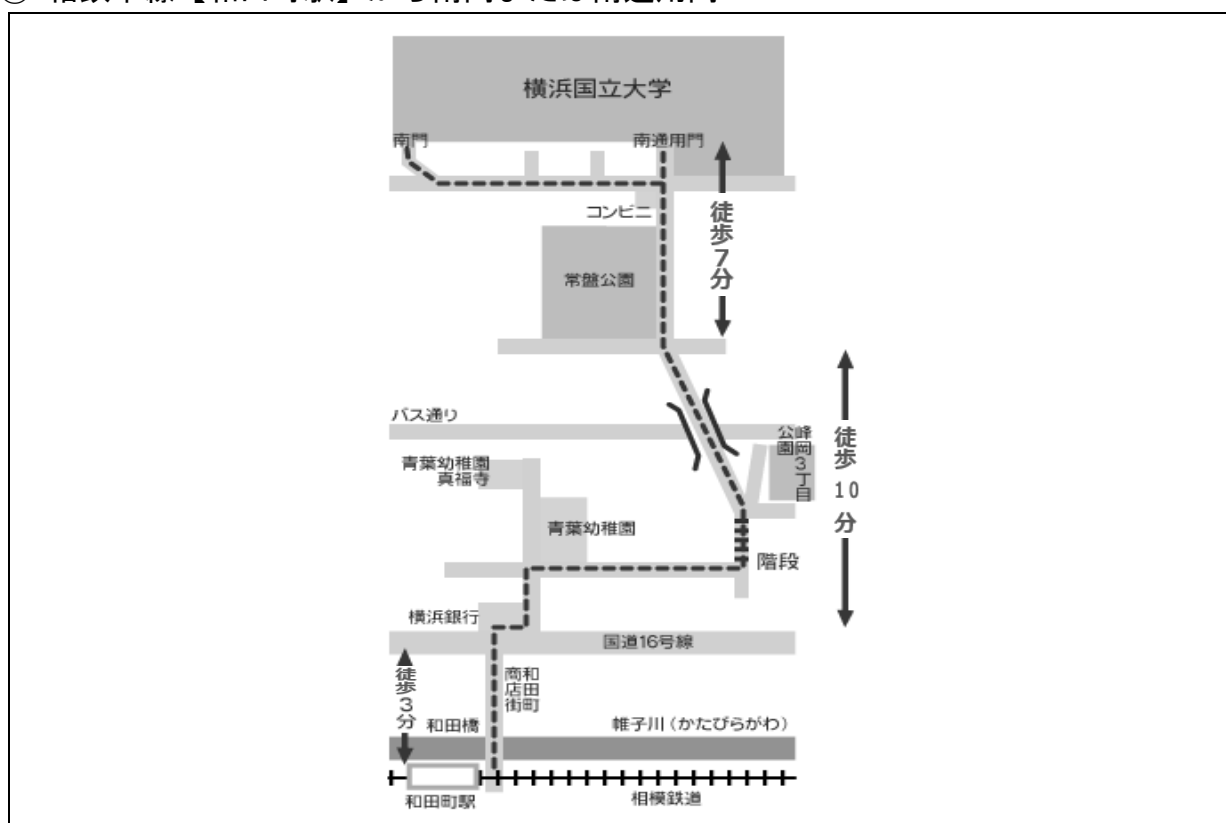 横浜国立大学
南門
南通用門
徒歩7分
コンビニ
常盤公園
バス通り
峰岡3丁目
公園
徒歩10分
青葉幼稚園
真福寺
青葉幼稚園
階段
横浜銀行
国道16号線
徒歩3分
和田町
商店街
和田橋
帷子川(かたびらがわ)
和田町駅
相模鉄道